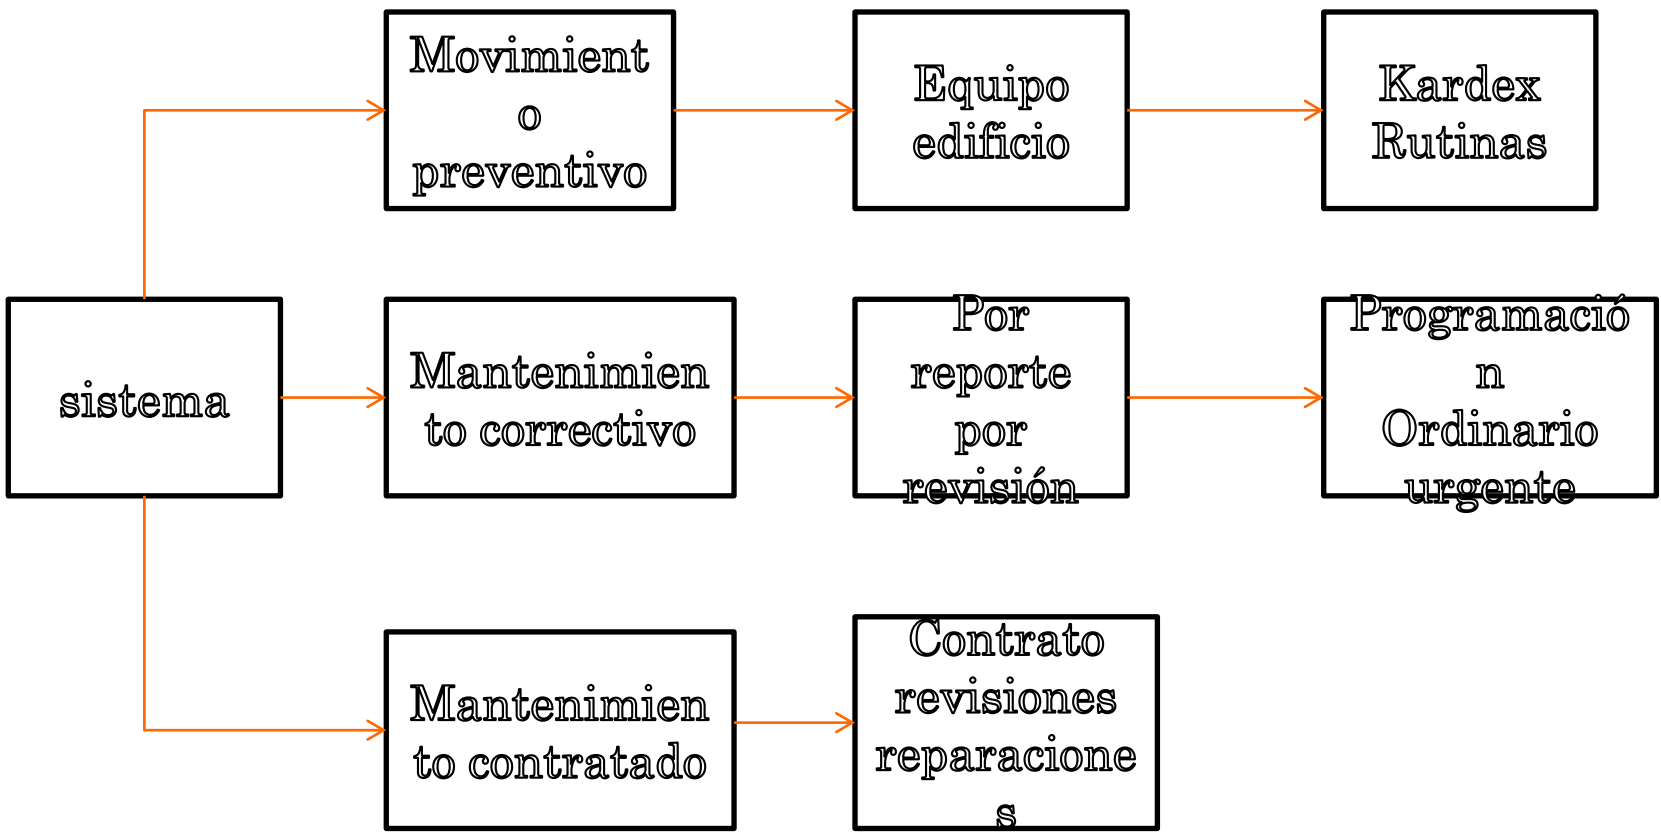 Movimient
o
preventivo
Equipo
edificio
Kardex
Rutinas
sistema
Mantenimien
to correctivo
Por
reporte
por
revisión
Programació
n
Ordinario
urgente
Mantenimien
to contratado
Contrato
revisiones
reparacione
s